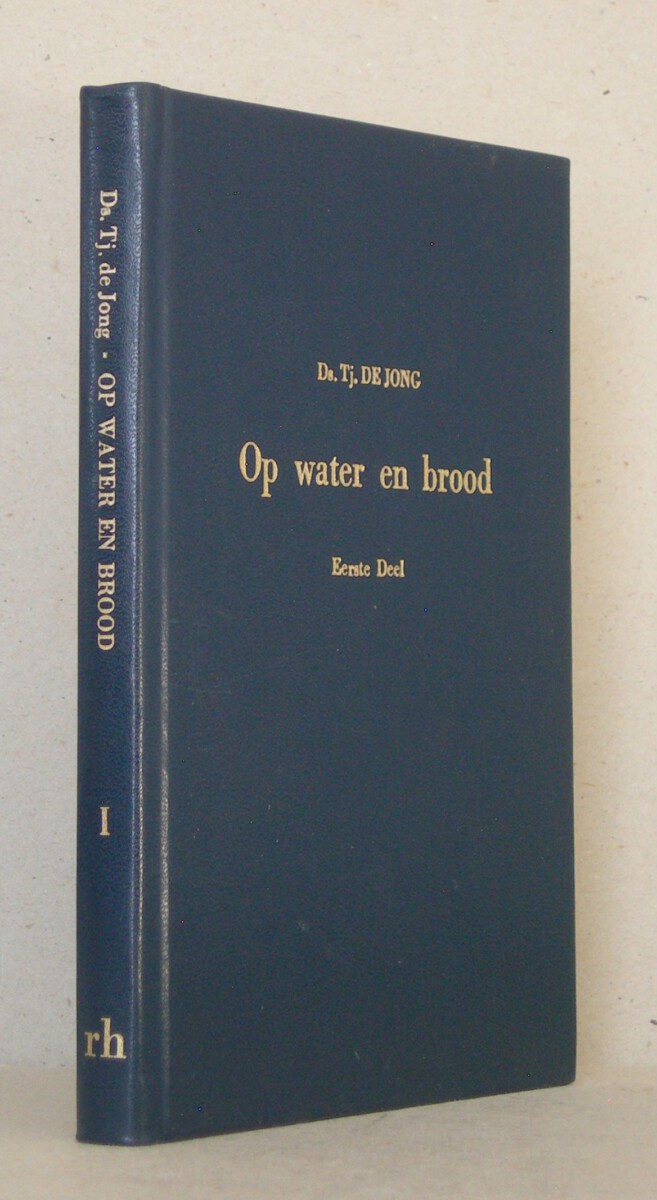 Ds. Tj. de Jong - OP WATER EN BROOD
I
rh
Ds. Tj. DE JONG
Op water en brood
Eerste Deel